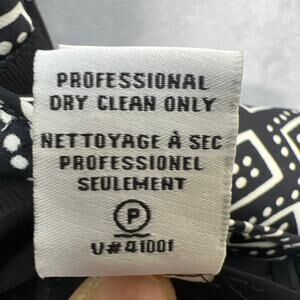 PROFESSIONAL
DRY CLEAN ONLY
NETTOYAGE À SEC
PROFESSIONEL
SEULEMENT
P
V#41001